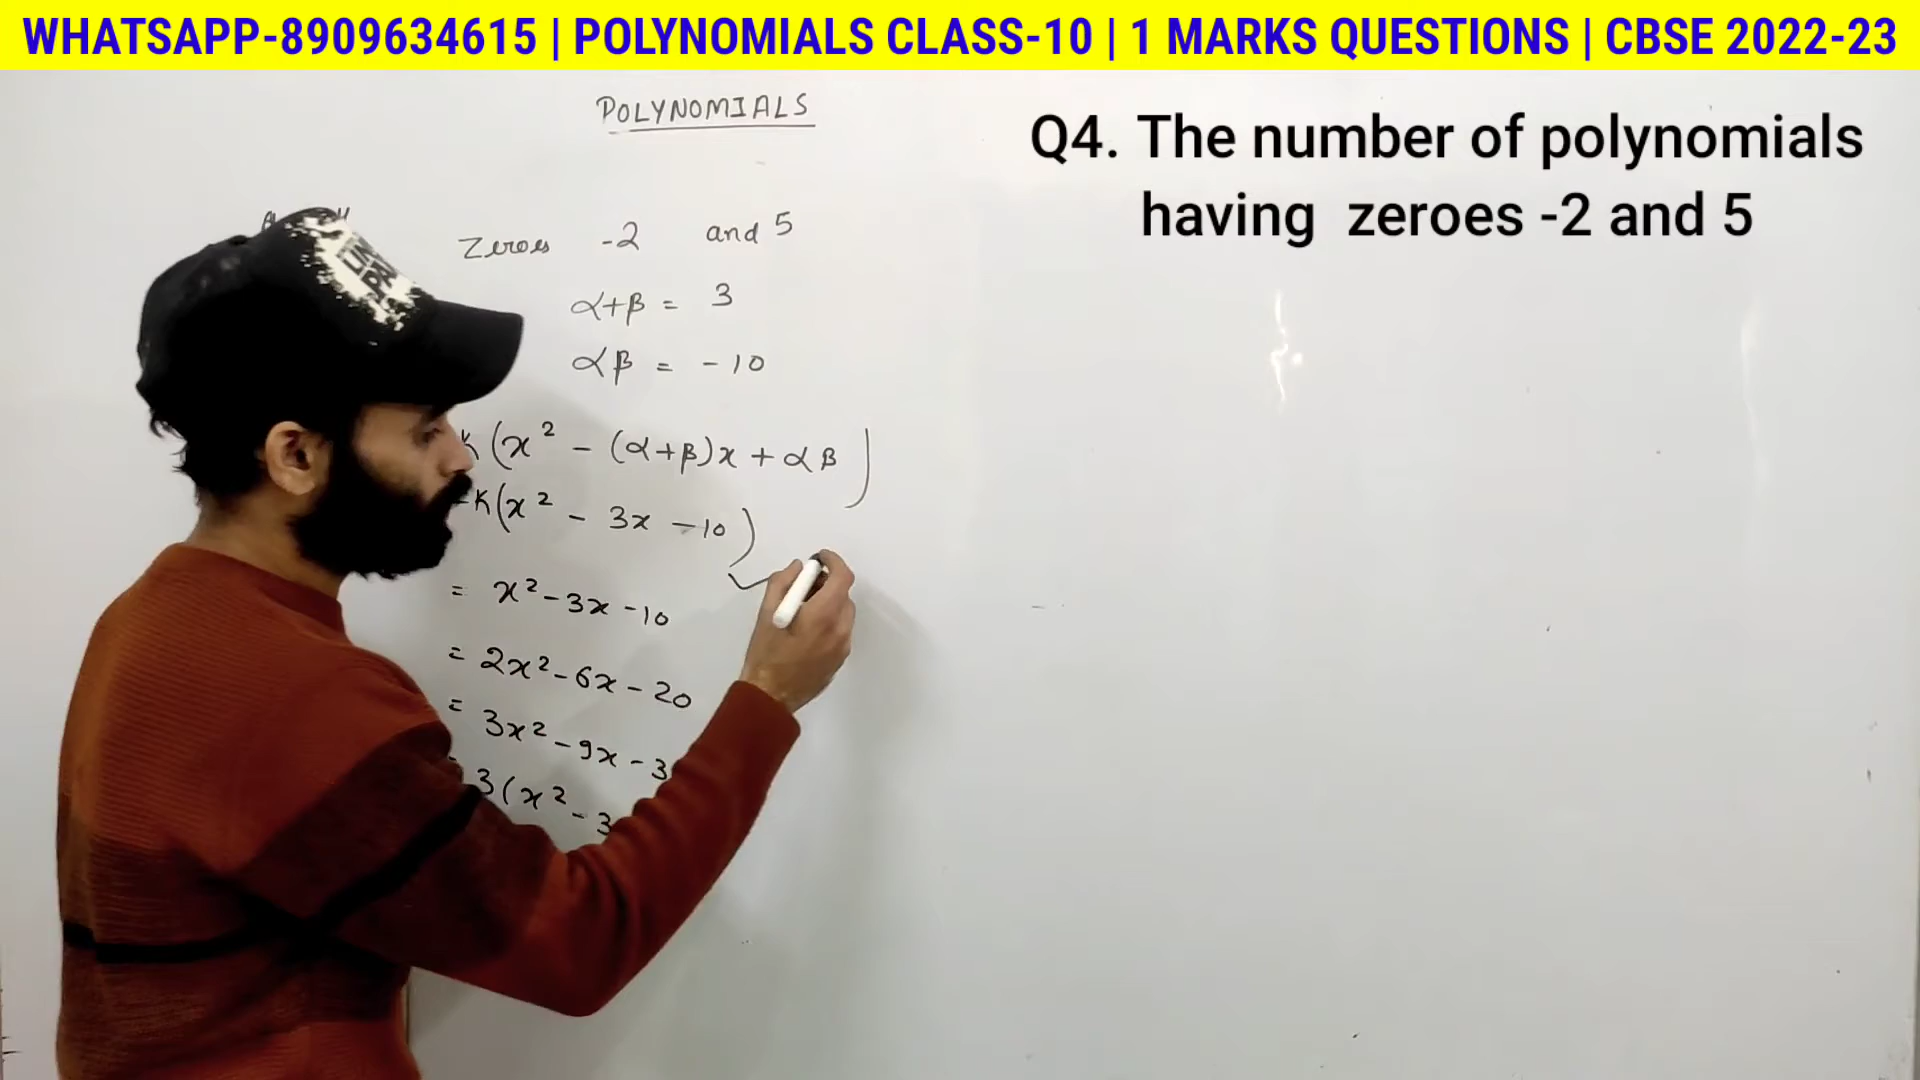 WHATSAPP-8909634615 | POLYNOMIALS CLASS-10 | 1 MARKS QUESTIONS | CBSE 2022-23
POLYNOMIALS
Q4. The number of polynomials
having zeroes -2 and 5
Zeroes -2 and 5
α+β = 3
αβ = -10
K(x² - (α+β)x + αβ)
=K(x² - 3x -10)
= x² - 3x - 10
= 2x² - 6x - 20
= 3x² - 9x - 3
3(x² - 3